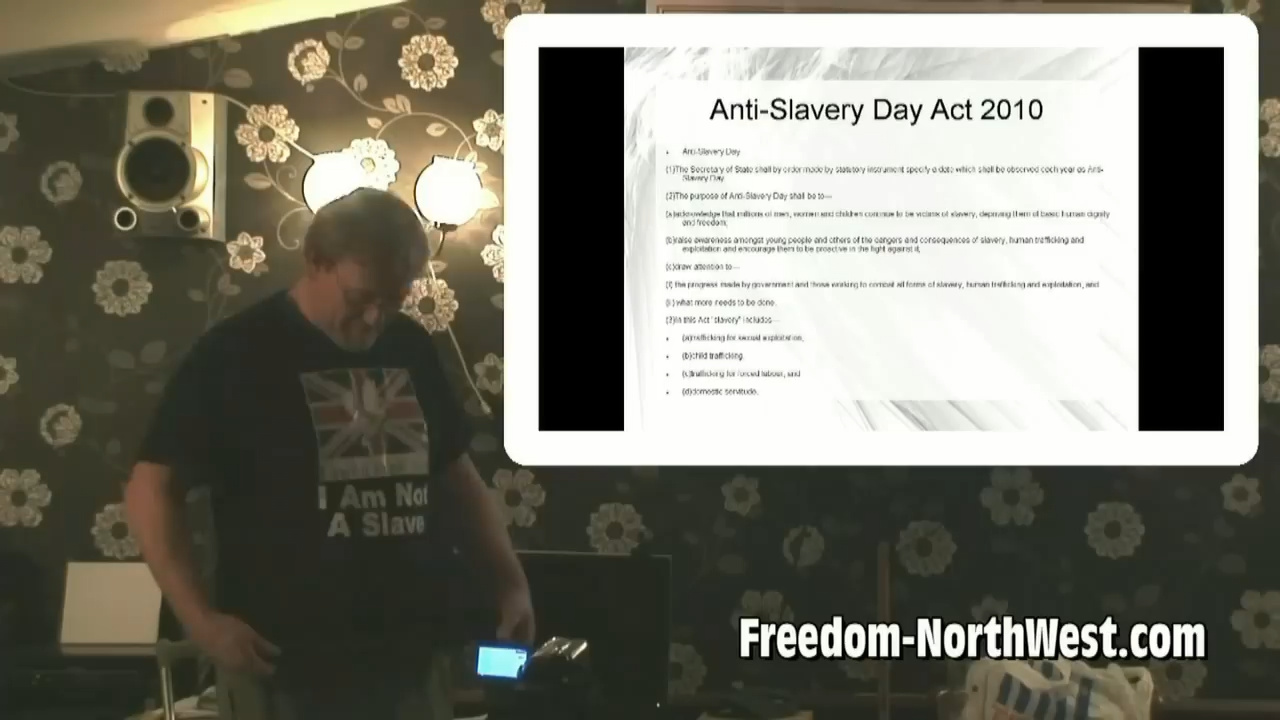 Anti-Slavery Day Act 2010
• Anti-Slavery Day
(1)The Secretary of State shall by order made by statutory instrument specify a date which shall be observed each year as Anti-
Slavery Day.
(2)The purpose of Anti-Slavery Day shall be to—
(a)acknowledge that millions of men, women and children continue to be victims of slavery, depriving them of basic human dignity
and freedom;
(b)raise awareness amongst young people and others of the dangers and consequences of slavery, human trafficking and
exploitation and encourage them to be proactive in the fight against it;
(c)draw attention to—
(i) the progress made by government and those working to combat all forms of slavery, human trafficking and exploitation, and
(ii) what more needs to be done.
(3)In this Act "slavery" includes—
• (a)trafficking for sexual exploitation,
• (b)child trafficking,
• (c)trafficking for forced labour, and
• (d)domestic servitude.
I Am Not
A Slave
Freedom-NorthWest.com